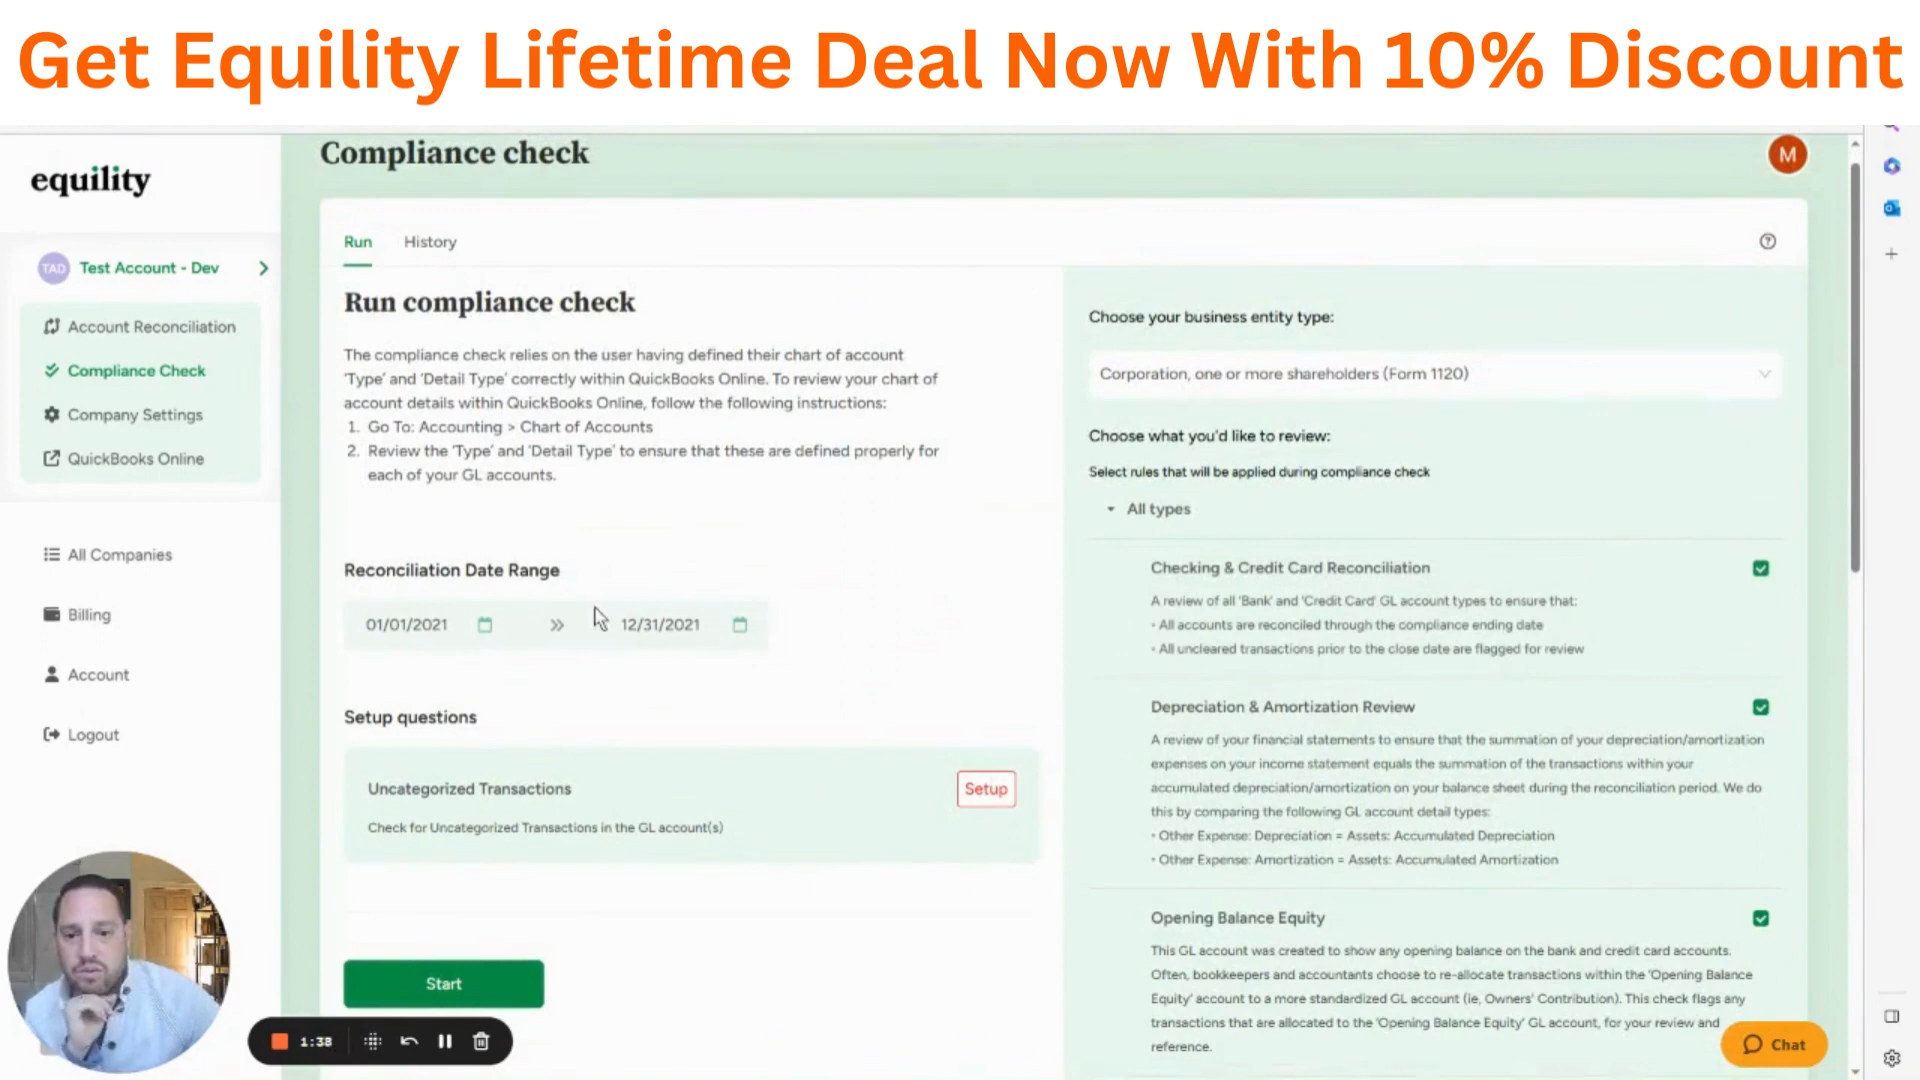 Get Equility Lifetime Deal Now With 10% Discount
Compliance check
M
equility
TAD Test Account - Dev
Account Reconciliation
Compliance Check
Company Settings
QuickBooks Online
All Companies
Billing
Account
Logout
Run History
Run compliance check
The compliance check relies on the user having defined their chart of account
'Type' and 'Detail Type' correctly within QuickBooks Online. To review your chart of
account details within QuickBooks Online, follow the following instructions:
1. Go To: Accounting > Chart of Accounts
2. Review the 'Type' and 'Detail Type' to ensure that these are defined properly for
each of your GL accounts.
Reconciliation Date Range
01/01/2021 12/31/2021
Setup questions
Uncategorized Transactions
Setup
Check for Uncategorized Transactions in the GL account(s)
Start
1:38
Choose your business entity type:
Corporation, one or more shareholders (Form 1120)
Choose what you'd like to review:
Select rules that will be applied during compliance check
All types
Checking & Credit Card Reconciliation
A review of all 'Bank' and 'Credit Card' GL account types to ensure that:
• All accounts are reconciled through the compliance ending date
• All uncleared transactions prior to the close date are flagged for review
Depreciation & Amortization Review
A review of your financial statements to ensure that the summation of your depreciation/amortization
expenses on your income statement equals the summation of the transactions within your
accumulated depreciation/amortization on your balance sheet during the reconciliation period. We do
this by comparing the following GL account detail types:
• Other Expense: Depreciation = Assets: Accumulated Depreciation
• Other Expense: Amortization = Assets: Accumulated Amortization
Opening Balance Equity
This GL account was created to show any opening balance on the bank and credit card accounts.
Often, bookkeepers and accountants choose to re-allocate transactions within the 'Opening Balance
Equity' account to a more standardized GL account (ie, Owners' Contribution). This check flags any
transactions that are allocated to the 'Opening Balance Equity' GL account, for your review and
reference.
Chat